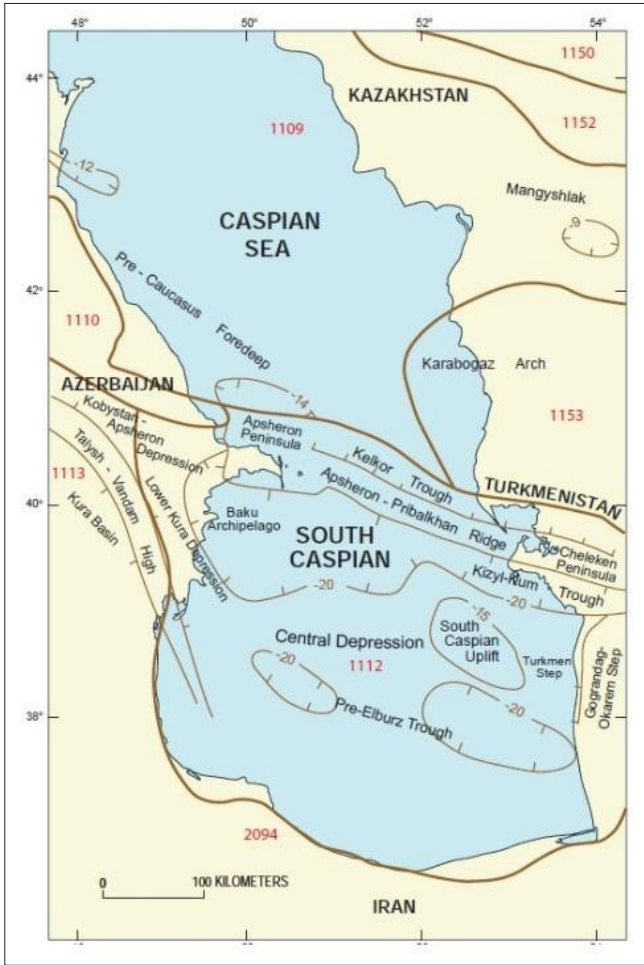 48°
50°
52°
54°
44°
1150
KAZAKHSTAN
1152
1109
-12
Mangyshlak
-9
CASPIAN
SEA
Pre - Caucasus Foredeep
42°
1110
Karabogaz Arch
AZERBAIJAN
-14
1153
Kobystan -
Apsheron
Depression
Apsheron
Peninsula
Kelkor Trough
TURKMENISTAN
1113
Talysh - Vandam High
Kura Basin
Lower Kura Depression
40°
Apsheron - Pribalkhan Ridge
Baku
Archipelago
SOUTH
CASPIAN
Cheleken
Peninsula
Kizyl-Kum Trough
-20
-20
-15
Central Depression
South
Caspian
Uplift
1112
Turkmen
Step
Gograndag-
Okarem Step
-20
-20
38°
Pre-Elburz Trough
2094
0
100 KILOMETERS
IRAN